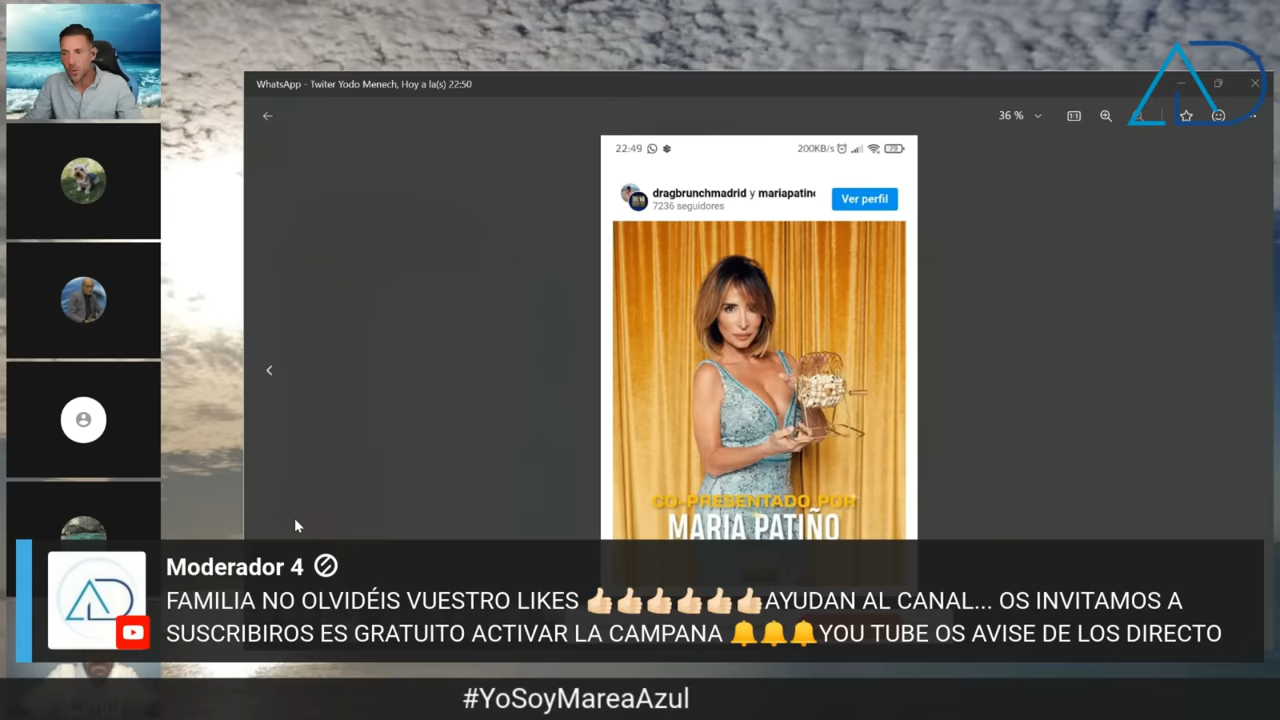 WhatsApp - Twiter Yodo Menech, Hoy a la(s) 22:50
36 %
22:49
200KB/s
79
dragbrunchmadrid y mariapatino
7236 seguidores
Ver perfil
CO-PRESENTADO POR
MARIA PATIÑO
Moderador 4
FAMILIA NO OLVIDÉIS VUESTRO LIKES 👍🏻👍🏻👍🏻👍🏻👍🏻👍🏻AYUDAN AL CANAL... OS INVITAMOS A
SUSCRIBIROS ES GRATUITO ACTIVAR LA CAMPANA 🔔🔔🔔YOU TUBE OS AVISE DE LOS DIRECTO
#YoSoyMareaAzul
AD